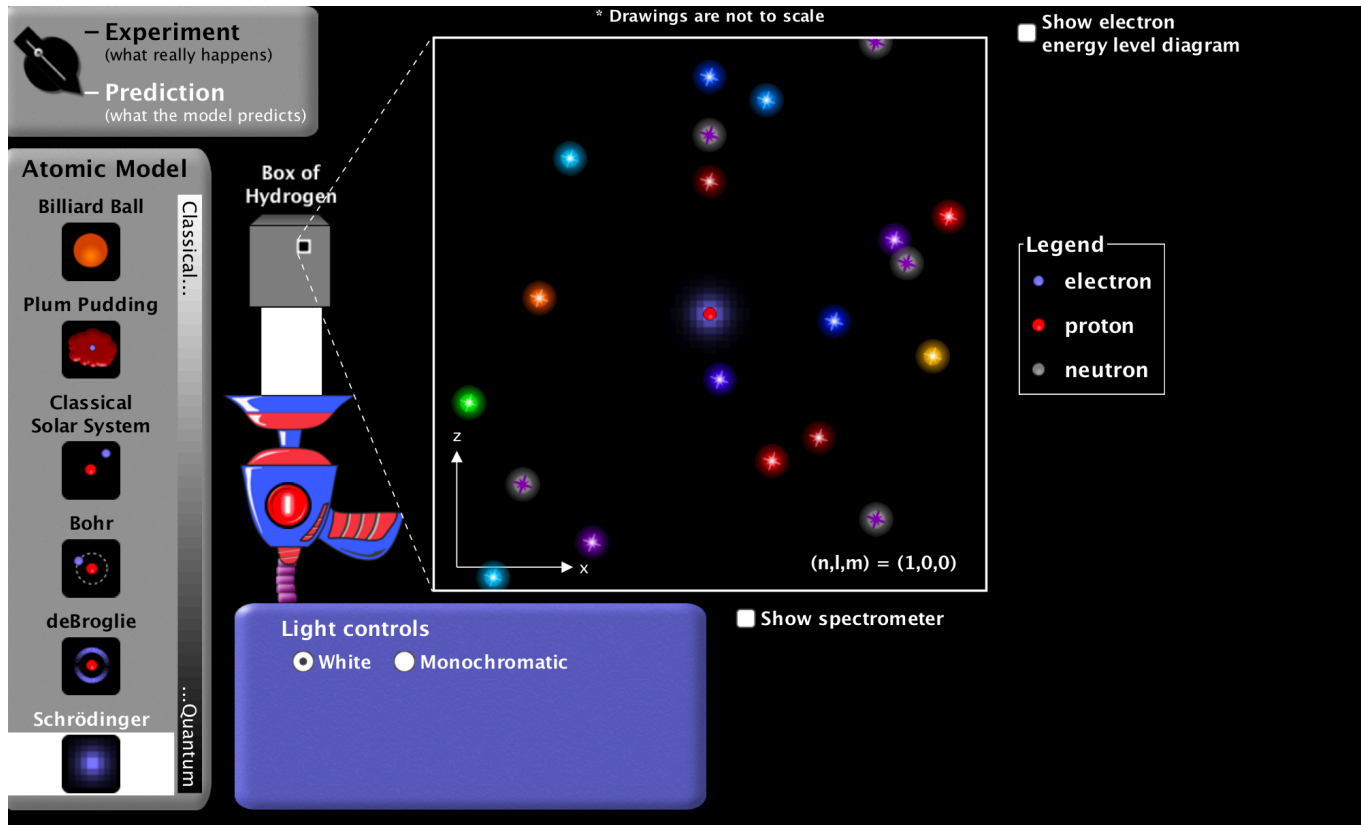 * Drawings are not to scale
Experiment
(what really happens)
Prediction
(what the model predicts)
Show electron
energy level diagram
Atomic Model
Billiard Ball
Plum Pudding
Classical
Solar System
Bohr
deBroglie
Schrödinger
Classical...
...Quantum
Box of
Hydrogen
z
x
(n,l,m) = (1,0,0)
Legend
electron
proton
neutron
Light controls
White
Monochromatic
Show spectrometer